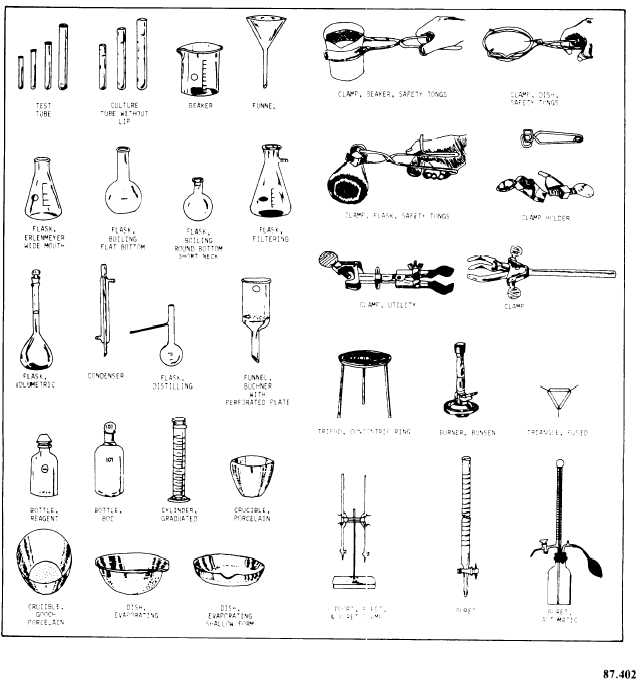 TEST
TUBE
CULTURE
TUBE WITHOUT
LIP
BEAKER
FUNNEL
CLAMP, BEAKER, SAFETY TONGS
CLAMP, DISH,
SAFETY TONGS
FLASK,
ERLENMEYER
WIDE MOUTH
FLASK,
BOILING
FLAT BOTTOM
FLASK,
BOILING
ROUND BOTTOM
SHORT NECK
FLASK,
FILTERING
CLAMP, FLASK, SAFETY TONGS
CLAMP HOLDER
CLAMP, UTILITY
CLAMP
FLASK,
VOLUMETRIC
CONDENSER
FLASK,
DISTILLING
FUNNEL,
BUCHNER
WITH
PERFORATED PLATE
TRIPOD, CONCENTRIC RING
BURNER, BUNSEN
TRIANGLE, FUSED
BOTTLE,
REAGENT
BOTTLE,
BOD
CYLINDER,
GRADUATED
CRUCIBLE,
PORCELAIN
CRUCIBLE,
GOOCH
PORCELAIN
DISH,
EVAPORATING
DISH,
EVAPORATING
SHALLOW FORM
BURET
BURET,
AUTOMATIC
87.402